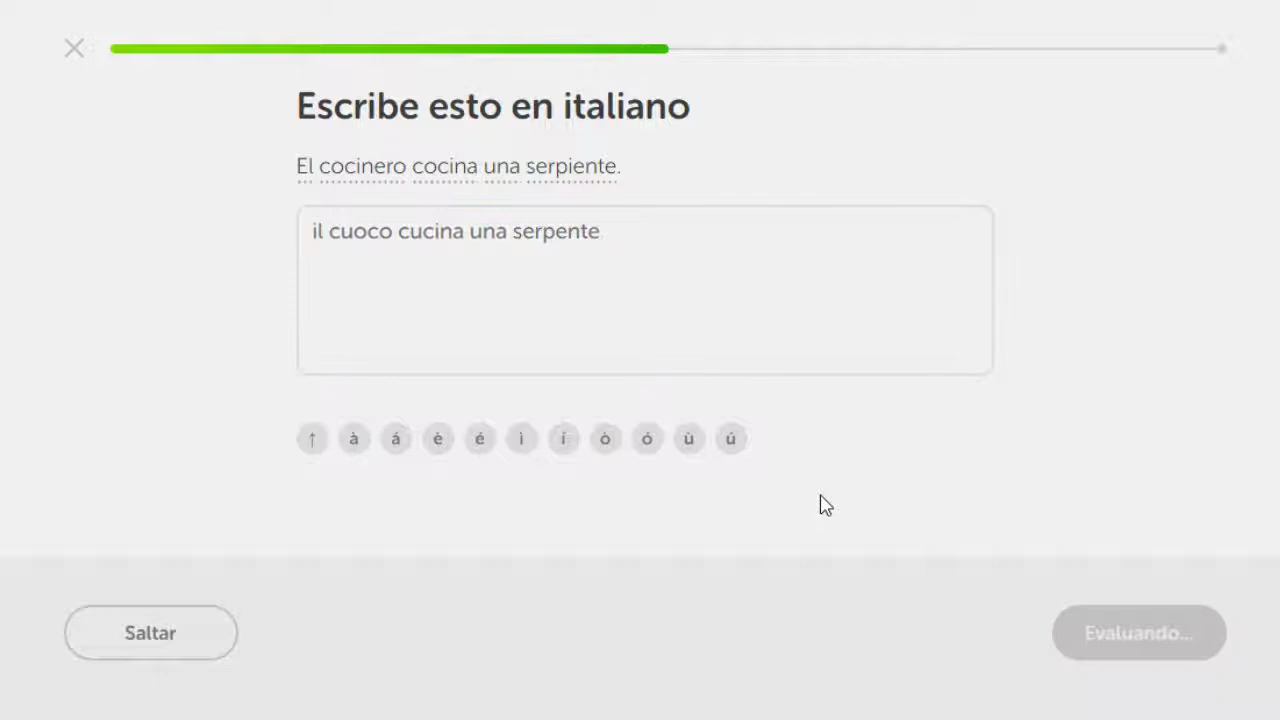 Escribe esto en italiano
El cocinero cocina una serpiente.
il cuoco cucina una serpente
↑ à á è é ì í ò ó ù ú
Saltar
Evaluando...